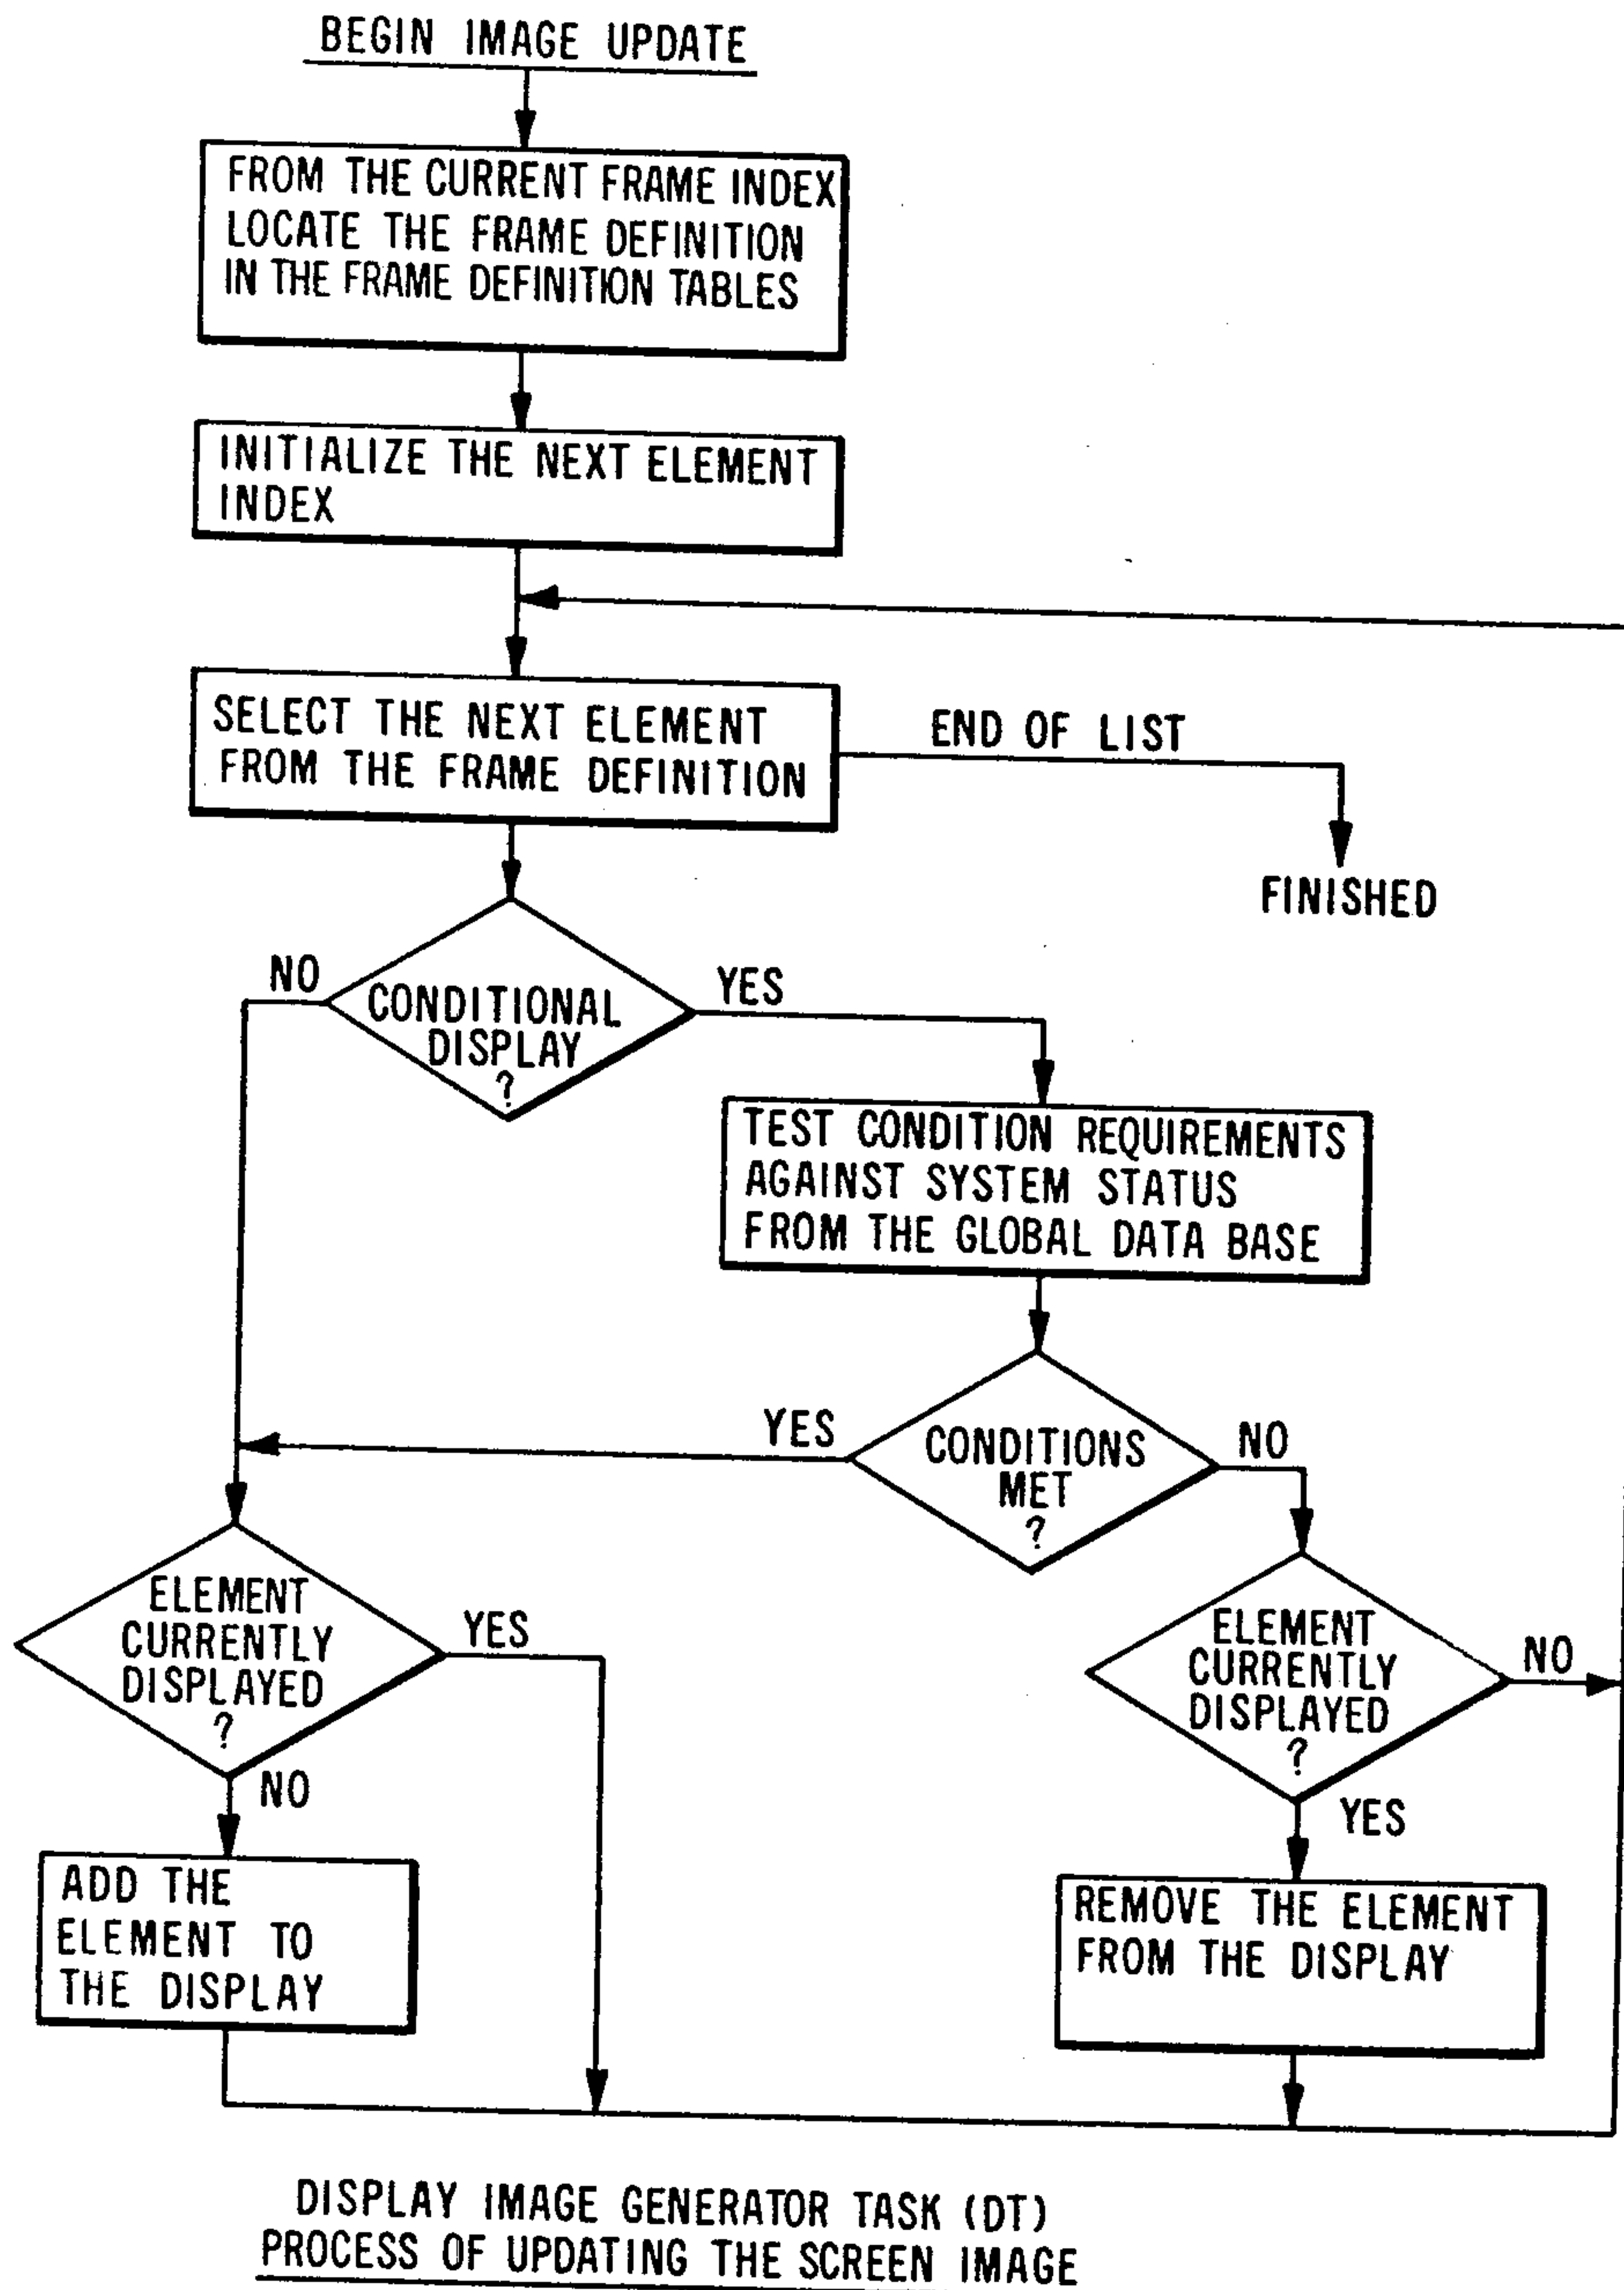 BEGIN IMAGE UPDATE
FROM THE CURRENT FRAME INDEX
LOCATE THE FRAME DEFINITION
IN THE FRAME DEFINITION TABLES
INITIALIZE THE NEXT ELEMENT
INDEX
SELECT THE NEXT ELEMENT
FROM THE FRAME DEFINITION
END OF LIST
FINISHED
NO
CONDITIONAL
DISPLAY
?
YES
TEST CONDITION REQUIREMENTS
AGAINST SYSTEM STATUS
FROM THE GLOBAL DATA BASE
YES
CONDITIONS
MET
?
NO
ELEMENT
CURRENTLY
DISPLAYED
?
YES
NO
ELEMENT
CURRENTLY
DISPLAYED
?
NO
YES
ADD THE
ELEMENT TO
THE DISPLAY
REMOVE THE ELEMENT
FROM THE DISPLAY
DISPLAY IMAGE GENERATOR TASK (DT)
PROCESS OF UPDATING THE SCREEN IMAGE